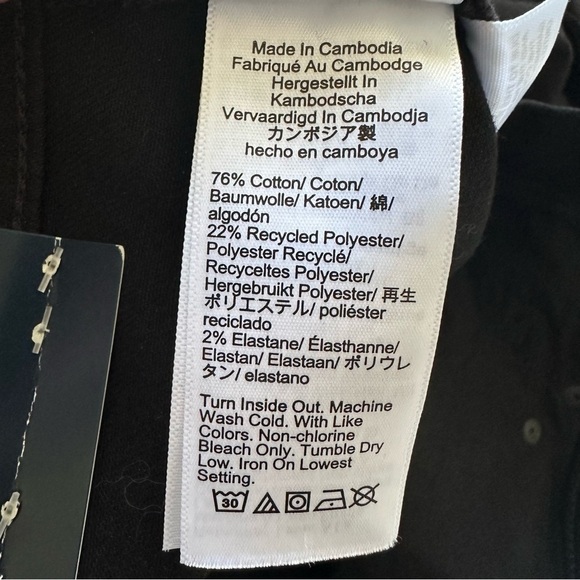 Made In Cambodia
Fabriqué Au Cambodge
Hergestellt In
Kambodscha
Vervaardigd In Cambodja
カンボジア製
hecho en camboya
76% Cotton/ Coton/
Baumwolle/ Katoen/ 綿/
algodón
22% Recycled Polyester/
Polyester Recyclé/
Recyceltes Polyester/
Hergebruikt Polyester/ 再生
ポリエステル/ poliéster
reciclado
2% Elastane/ Élasthanne/
Elastan/ Elastaan/ ポリウレ
タン/ elastano
Turn Inside Out. Machine
Wash Cold. With Like
Colors. Non-chlorine
Bleach Only. Tumble Dry
Low. Iron On Lowest
Setting.
30